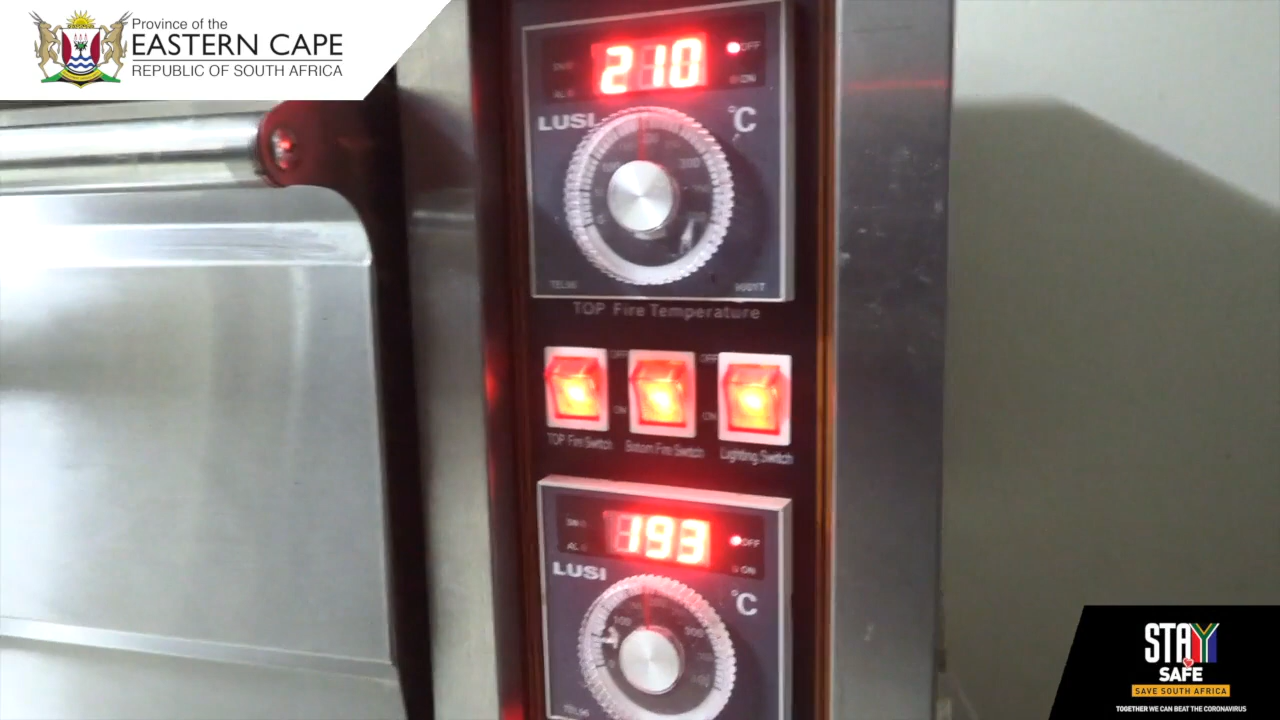 Province of the
EASTERN CAPE
REPUBLIC OF SOUTH AFRICA
210
OFF
ON
LUSI
°C
TOP Fire Temperature
OFF
OFF
ON
ON
TOP Fire Switch
Bottom Fire Switch
Lighting Switch
193
OFF
ON
LUSI
°C
100
STAY
SAFE
SAVE SOUTH AFRICA
TOGETHER WE CAN BEAT THE CORONAVIRUS